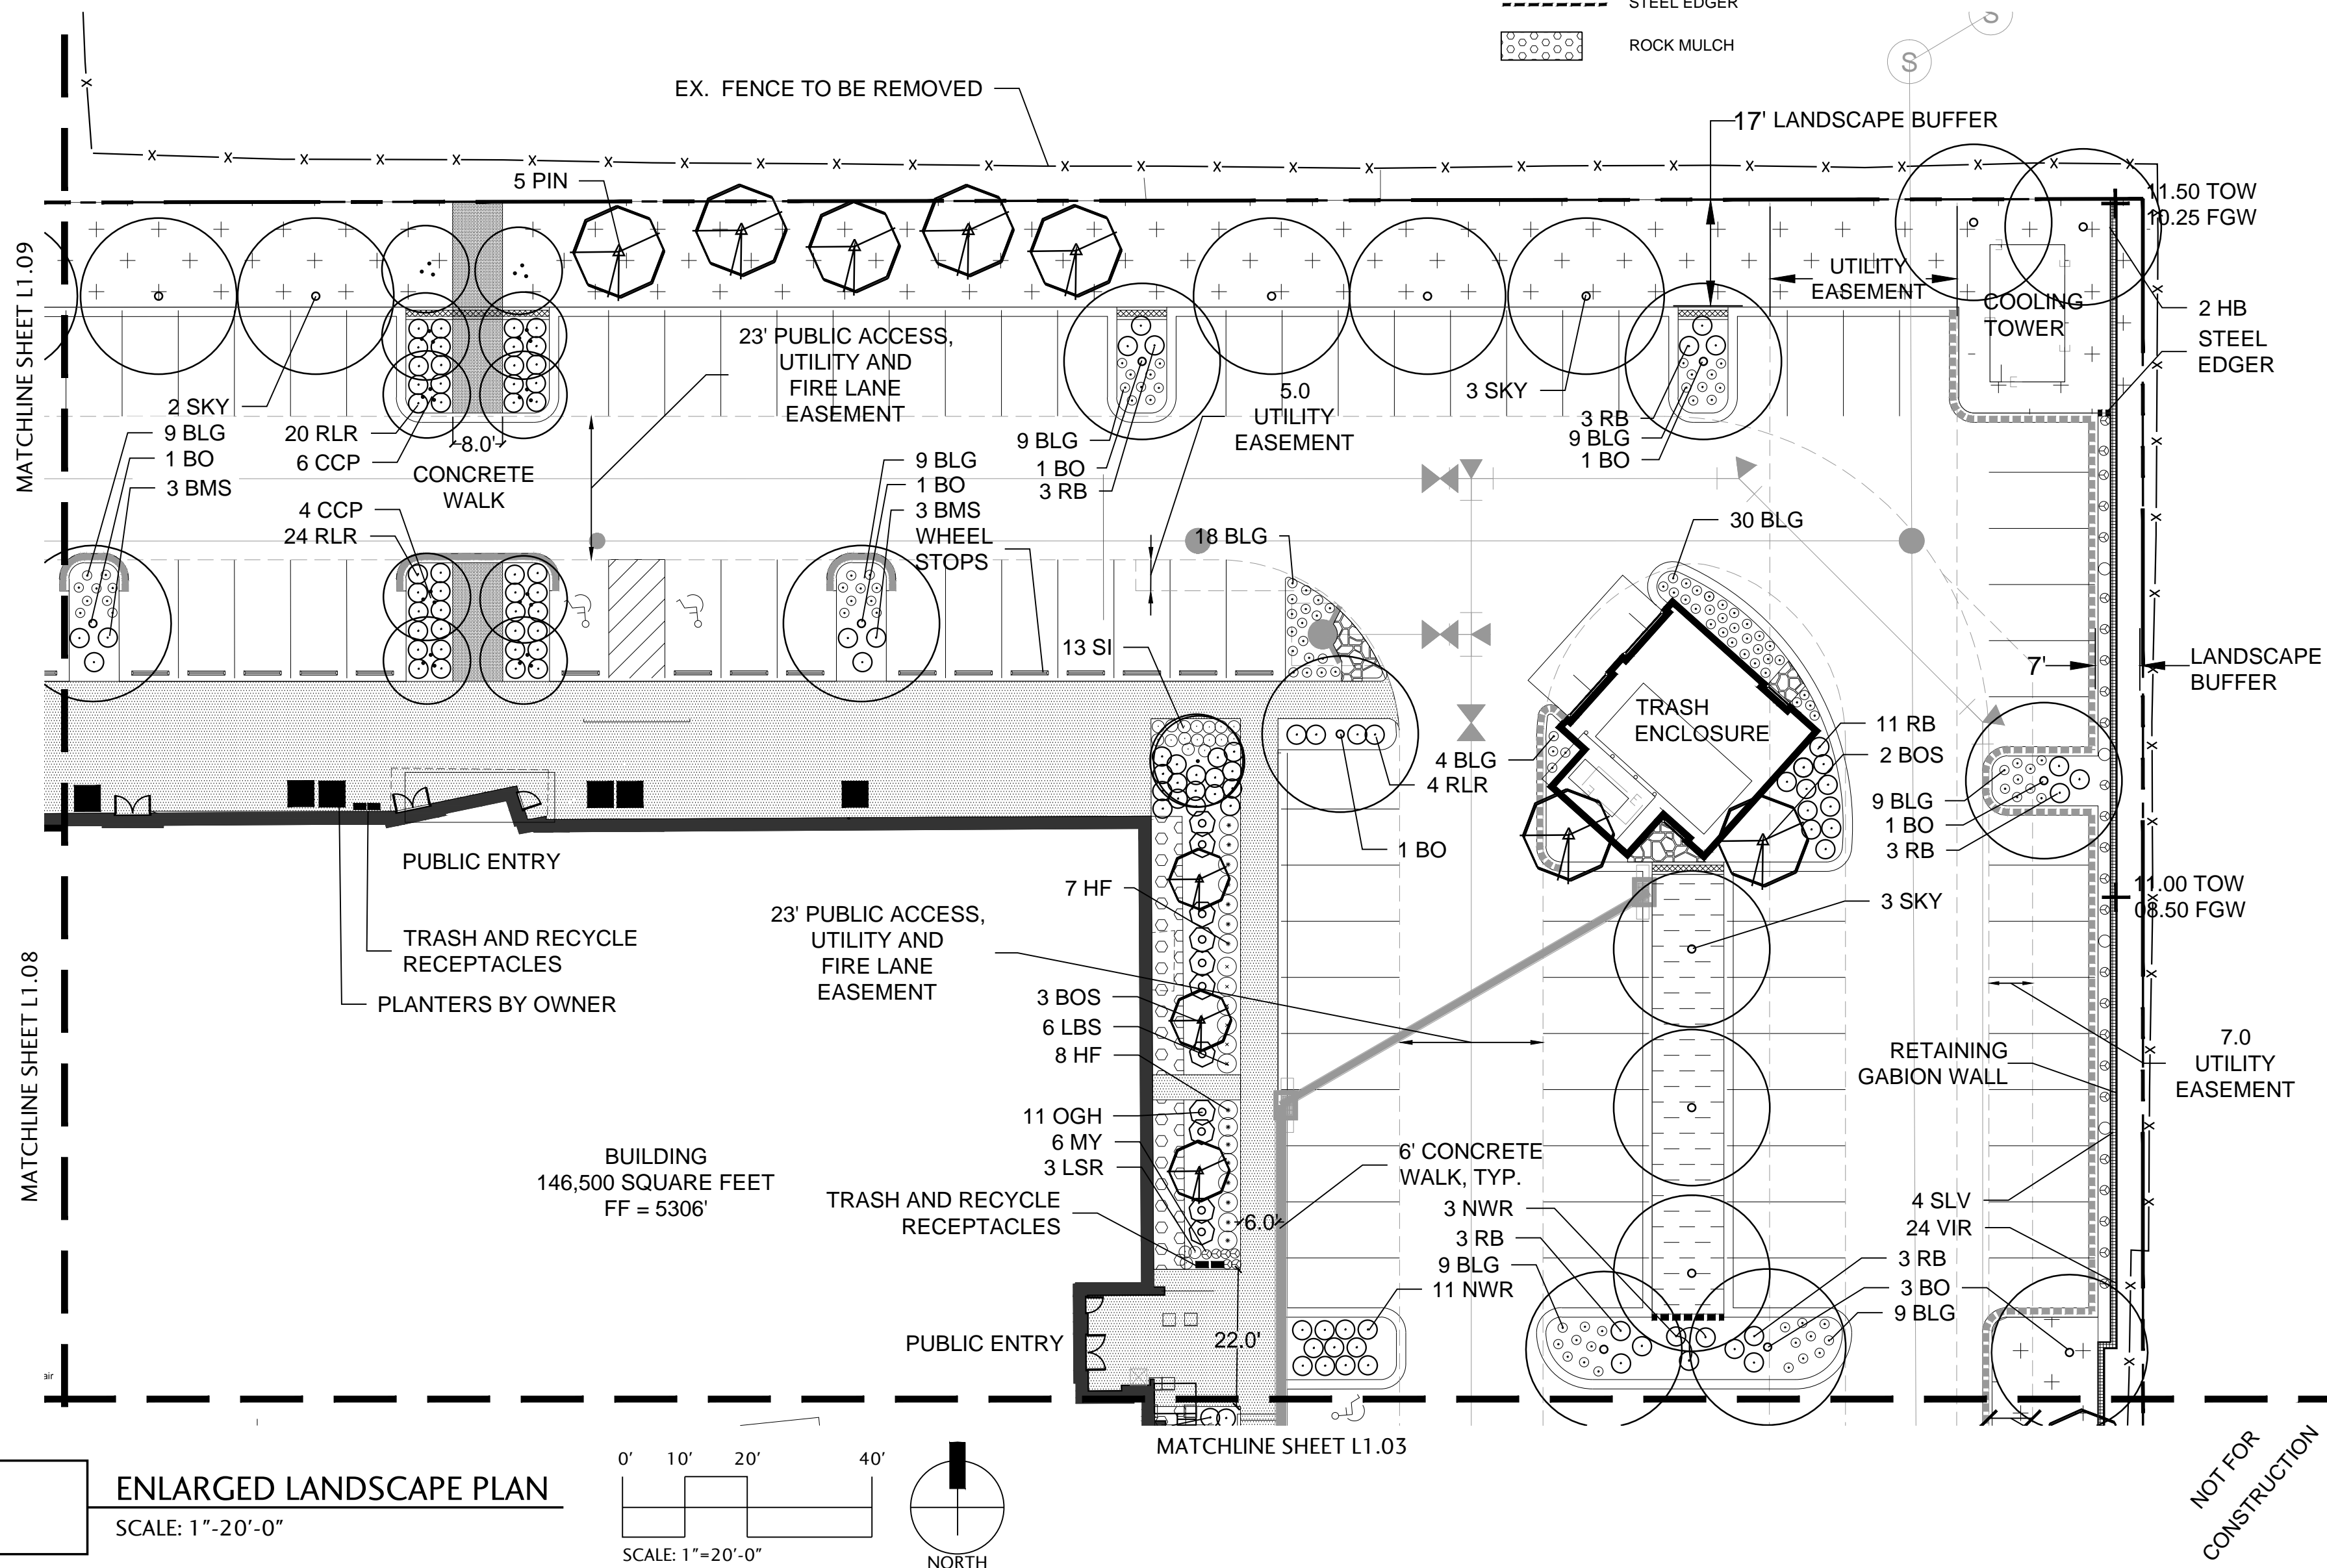 STEEL EDGER
ROCK MULCH
S
S
EX. FENCE TO BE REMOVED
17' LANDSCAPE BUFFER
5 PIN
11.50 TOW
10.25 FGW
MATCHLINE SHEET L1.09
UTILITY
EASEMENT
COOLING
TOWER
2 HB
STEEL
EDGER
23' PUBLIC ACCESS,
UTILITY AND
FIRE LANE
EASEMENT
5.0
UTILITY
EASEMENT
3 SKY
2 SKY
9 BLG
1 BO
3 BMS
20 RLR
6 CCP
8.0'
CONCRETE
WALK
4 CCP
24 RLR
9 BLG
1 BO
3 BMS
WHEEL
STOPS
9 BLG
1 BO
3 RB
3 RB
9 BLG
1 BO
18 BLG
30 BLG
13 SI
7'
LANDSCAPE
BUFFER
TRASH
ENCLOSURE
4 BLG
4 RLR
1 BO
11 RB
2 BOS
9 BLG
1 BO
3 RB
11.00 TOW
08.50 FGW
PUBLIC ENTRY
TRASH AND RECYCLE
RECEPTACLES
PLANTERS BY OWNER
7 HF
23' PUBLIC ACCESS,
UTILITY AND
FIRE LANE
EASEMENT
3 SKY
3 BOS
6 LBS
8 HF
11 OGH
6 MY
3 LSR
MATCHLINE SHEET L1.08
BUILDING
146,500 SQUARE FEET
FF = 5306'
TRASH AND RECYCLE
RECEPTACLES
6.0'
6' CONCRETE
WALK, TYP.
RETAINING
GABION WALL
7.0
UTILITY
EASEMENT
3 NWR
3 RB
9 BLG
11 NWR
4 SLV
24 VIR
3 RB
3 BO
9 BLG
PUBLIC ENTRY
22.0'
air
MATCHLINE SHEET L1.03
ENLARGED LANDSCAPE PLAN
SCALE: 1"-20'-0"
0' 10' 20' 40'
SCALE: 1"=20'-0"
NORTH
NOT FOR
CONSTRUCTION